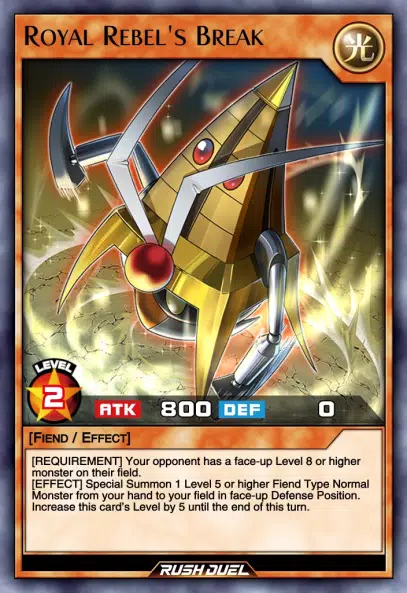 Royal Rebel's Break
光
LEVEL
2
ATK 800 DEF 0
[Fiend / Effect]
[REQUIREMENT] Your opponent has a face-up Level 8 or higher
monster on their field.
[EFFECT] Special Summon 1 Level 5 or higher Fiend Type Normal
Monster from your hand to your field in face-up Defense Position.
Increase this card's Level by 5 until the end of this turn.
RUSH DUEL